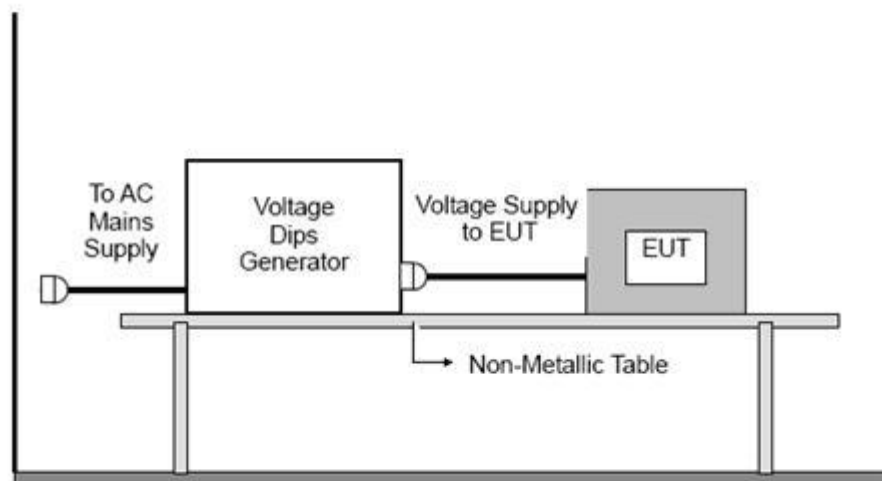 To AC
Mains
Supply
Voltage
Dips
Generator
Voltage Supply
to EUT
EUT
Non-Metallic Table